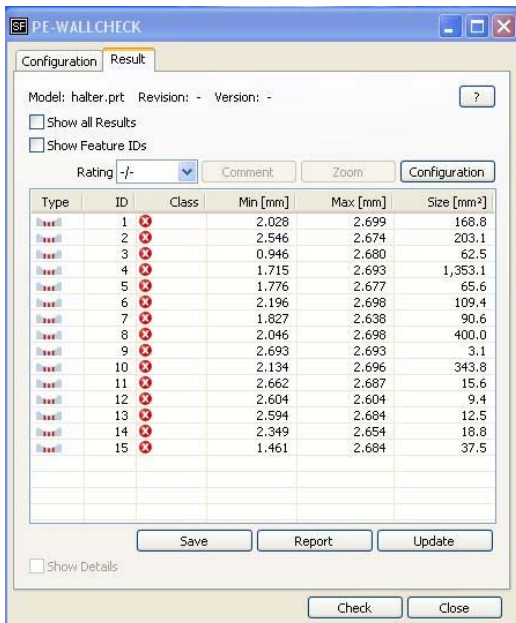 SF PE-WALLCHECK
Configuration Result
Model: halter.prt Revision: - Version: -
?
Show all Results
Show Feature IDs
Rating -/- Comment Zoom Configuration
Type ID Class Min [mm] Max [mm] Size [mm²]
1 2.028 2.699 168.8
2 2.546 2.674 203.1
3 0.946 2.680 62.5
4 1.715 2.693 1,353.1
5 1.776 2.677 65.6
6 2.196 2.698 109.4
7 1.827 2.638 90.6
8 2.046 2.698 400.0
9 2.693 2.693 3.1
10 2.134 2.696 343.8
11 2.662 2.687 15.6
12 2.604 2.604 9.4
13 2.594 2.684 12.5
14 2.349 2.654 18.8
15 1.461 2.684 37.5
Save Report Update
Show Details
Check Close